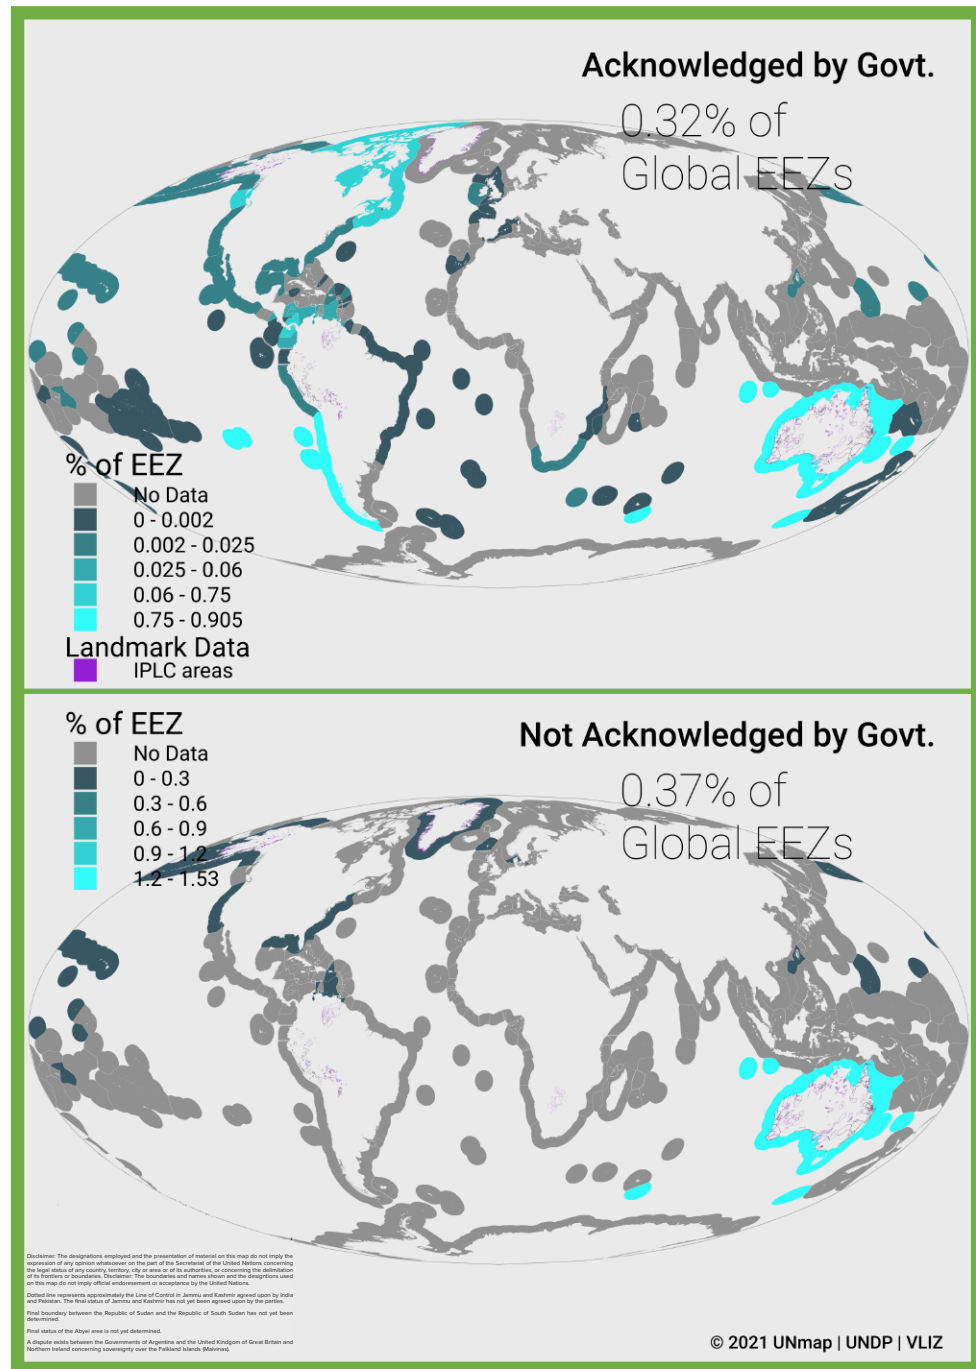 Acknowledged by Govt.
0.32% of
Global EEZs
% of EEZ
No Data
0 - 0.002
0.002 - 0.025
0.025 - 0.06
0.06 - 0.75
0.75 - 0.905
Landmark Data
IPLC areas
% of EEZ
No Data
0 - 0.3
0.3 - 0.6
0.6 - 0.9
0.9 - 1.2
1.2 - 1.53
Not Acknowledged by Govt.
0.37% of
Global EEZs
Disclaimer: The designations employed and the presentation of material on this map do not imply the
expression of any opinion whatsoever on the part of the Secretariat of the United Nations concerning
the legal status of any country, territory, city or area or of its authorities, or concerning the delimitation
of its frontiers or boundaries. Disclaimer: The boundaries and names shown and the designtions used
on this map do not imply official endoresement or acceptance by the United Nations.
Dotted line represents approximately the Line of Control in Jammu and Kashmir agreed upon by India
and Pakistan. The final status of Jammu and Kashmir has not yet been agreed upon by the parties.
Final boundary between the Republic of Sudan and the Republic of South Sudan has not yet been
determined.
Final status of the Abyei area is not yet determined.
A dispute exists between the Governments of Argentina and the United Kindgom of Great Britain and
Northern Ireland concerning sovereignty over the Falkland Islands (Malvinas).
© 2021 UNmap | UNDP | VLIZ